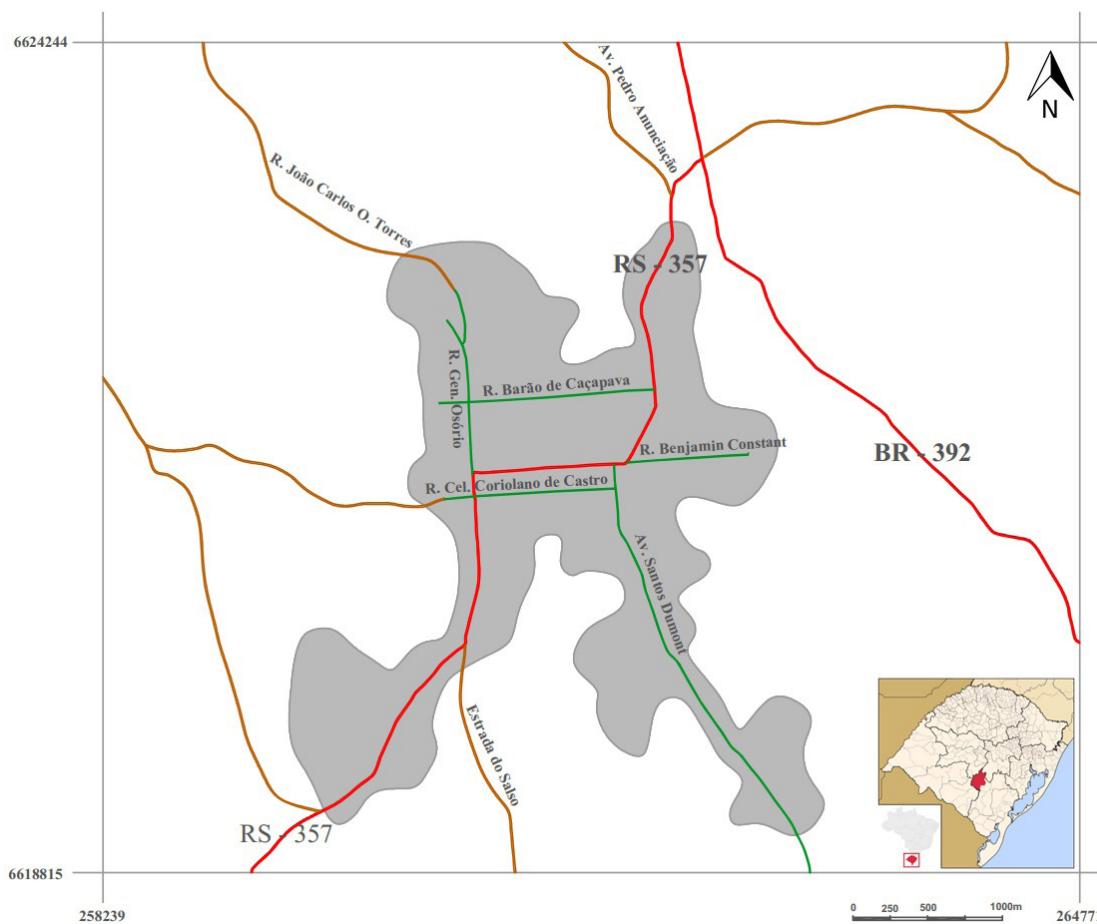 6624244
Av. Pedro Anunciação
N
R. João Carlos O. Torres
RS - 357
R. Gen. Osório
R. Barão de Caçapava
R. Benjamin Constant
BR - 392
R. Cel. Coriolano de Castro
Av. Santos Dumont
Estrada do Salso
RS - 357
6618815
258239
0 250 500 1000m
26477